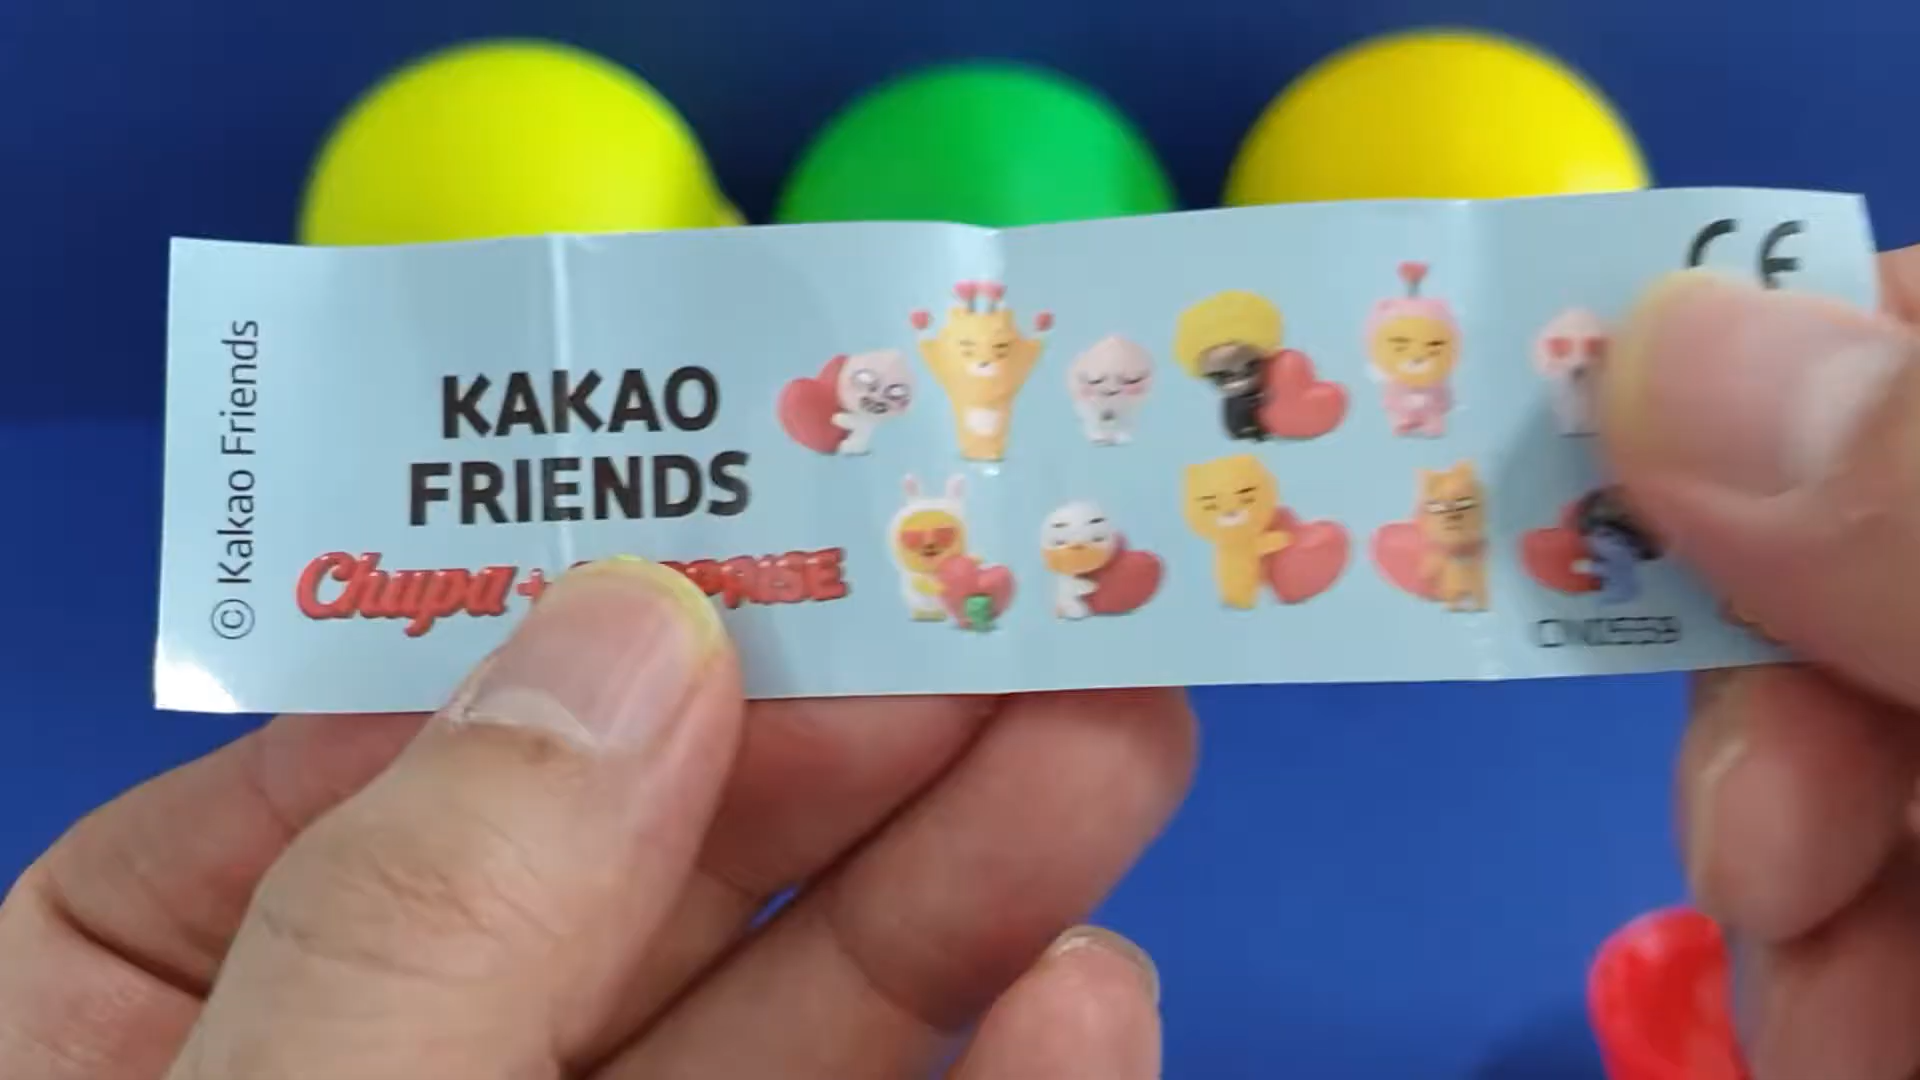 © Kakao Friends
KAKAO
FRIENDS
Chupa +
CE